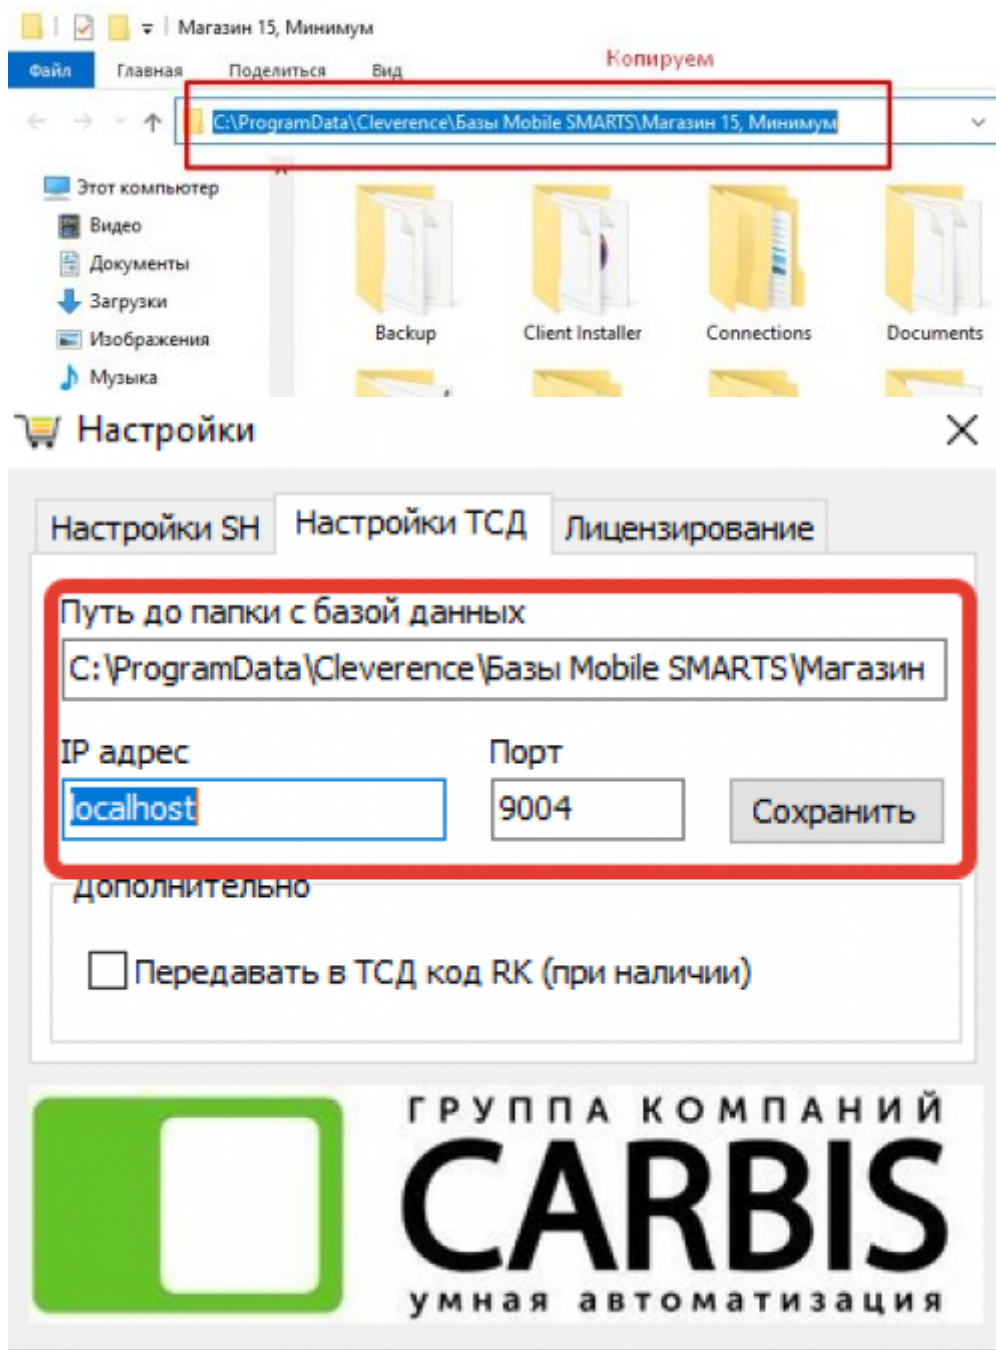 Магазин 15, Минимум
Копируем
Файл Главная Поделиться Вид
C:\ProgramData\Cleverence\Базы Mobile SMARTS\Магазин 15, Минимум
Этот компьютер
Видео
Документы
Загрузки
Изображения
Музыка
Backup Client Installer Connections Documents
Настройки
Настройки SH Настройки ТСД Лицензирование
Путь до папки с базой данных
C:\ProgramData\Cleverence\Базы Mobile SMARTS\Магазин
IP адрес Порт
localhost 9004 Сохранить
Дополнительно
Передавать в ТСД код RK (при наличии)
ГРУППА КОМПАНИЙ
CARBIS
умная автоматизация